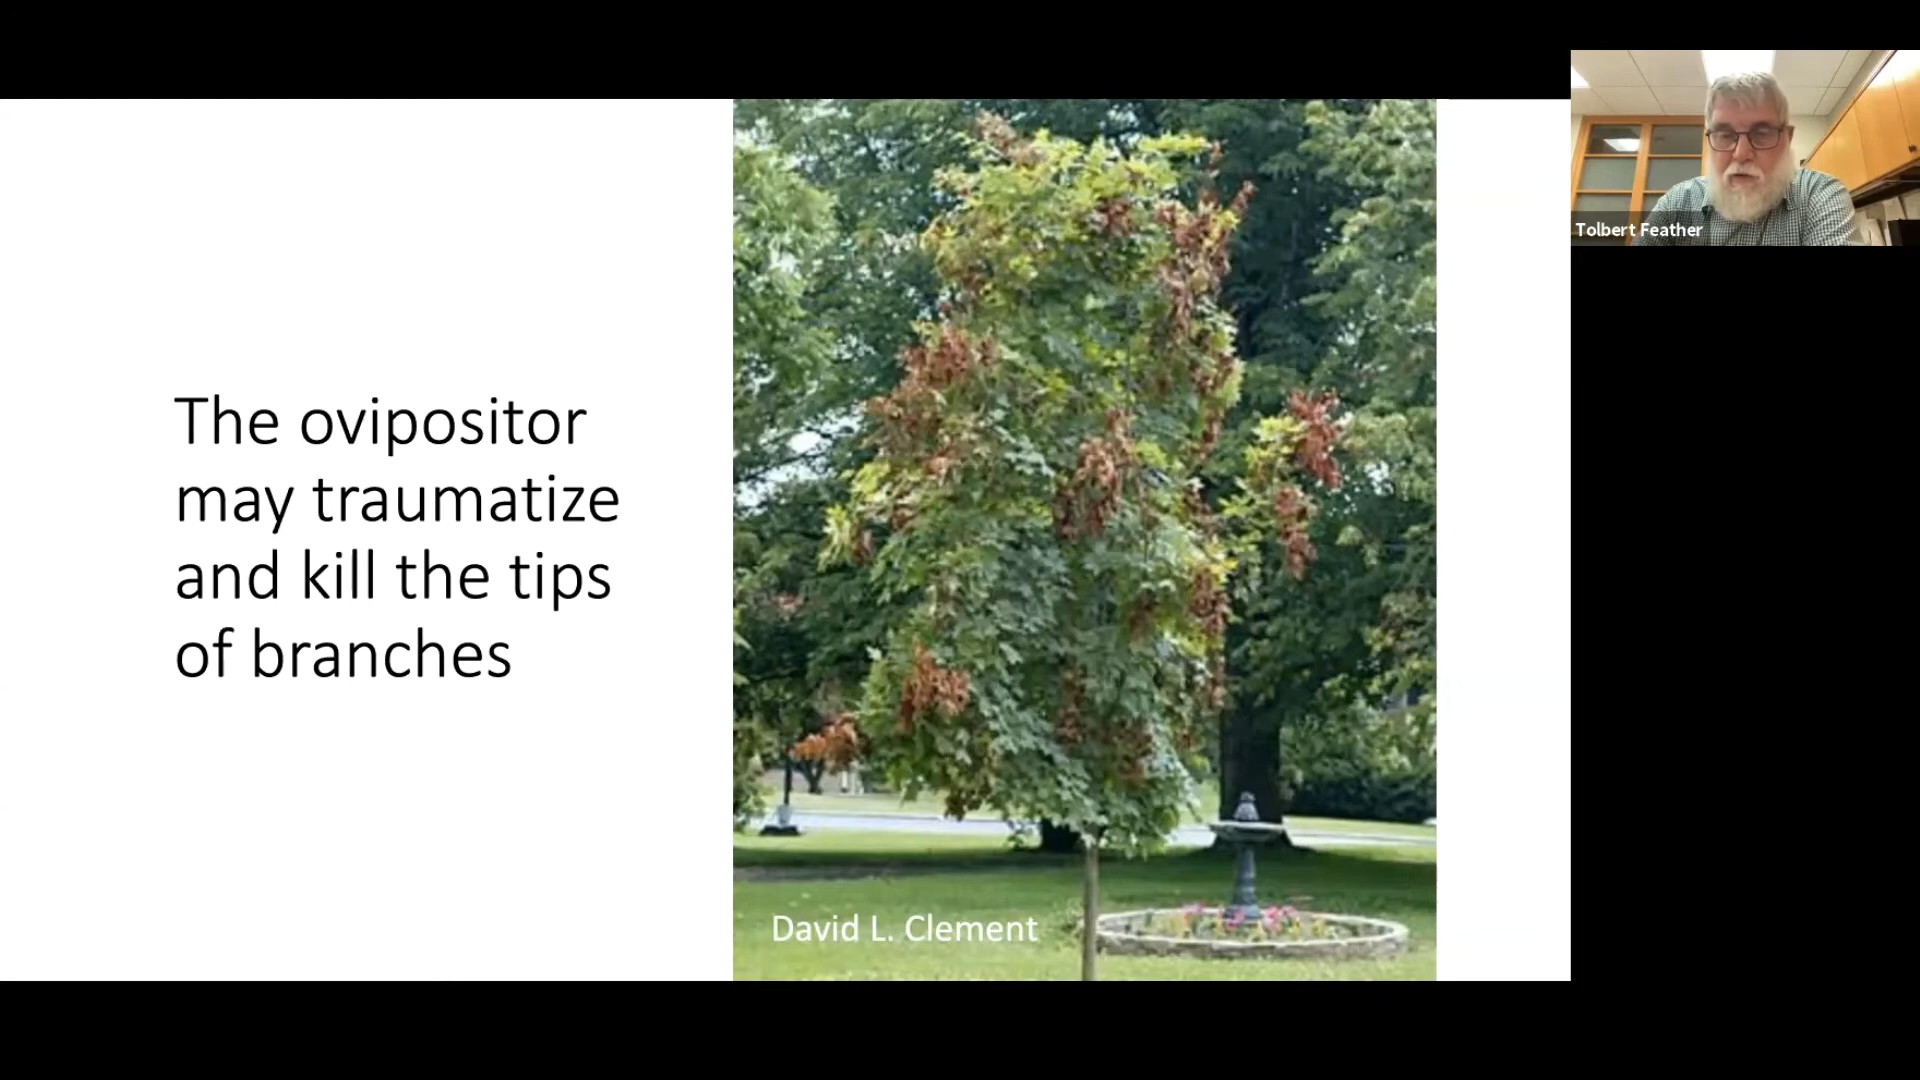 The ovipositor
may traumatize
and kill the tips
of branches
David L. Clement
Tolbert Feather